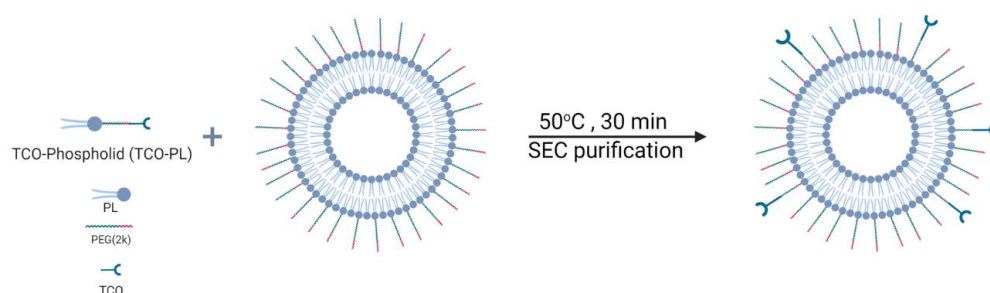 TCO-Phospholid (TCO-PL)
PL
PEG(2k)
TCO
+
50°C , 30 min
SEC purification